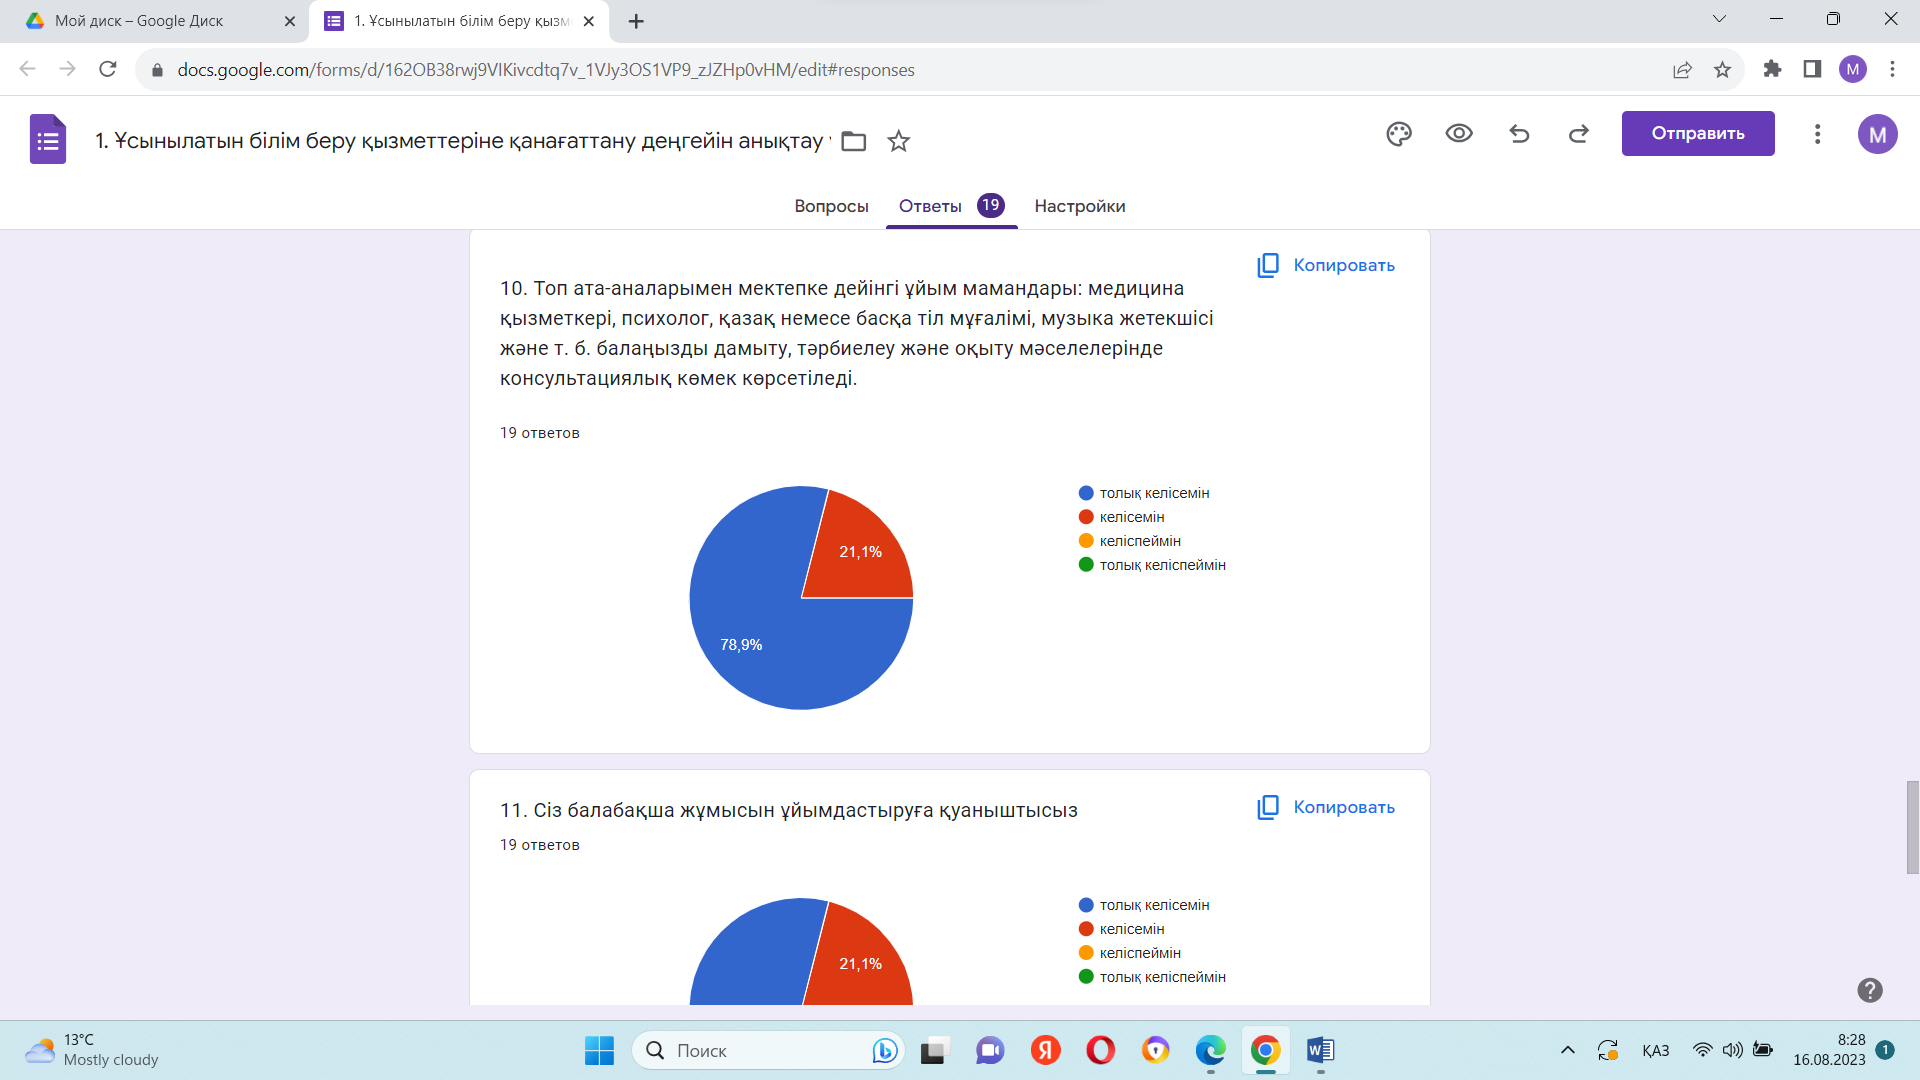 Мой диск – Google Диск
1. Ұсынылатын білім беру қызм
docs.google.com/forms/d/162OB38rwj9VIKivcdtq7v_1VJy3OS1VP9_zJZHp0vHM/edit#responses
M
1. Ұсынылатын білім беру қызметтеріне қанағаттану деңгейін анықтау
Отправить
M
Вопросы
Ответы 19
Настройки
Копировать
10. Топ ата-аналарымен мектепке дейінгі ұйым мамандары: медицина
қызметкері, психолог, қазақ немесе басқа тіл мұғалімі, музыка жетекшісі
және т. б. балаңызды дамыту, тәрбиелеу және оқыту мәселелерінде
консультациялық көмек көрсетіледі.
19 ответов
толық келісемін
келісемін
келіспеймін
толық келіспеймін
21,1%
78,9%
11. Сіз балабақша жұмысын ұйымдастыруға қуаныштысыз
Копировать
19 ответов
толық келісемін
келісемін
келіспеймін
толық келіспеймін
21,1%
13°C
Mostly cloudy
Поиск
ҚАЗ
8:28
16.08.2023
1